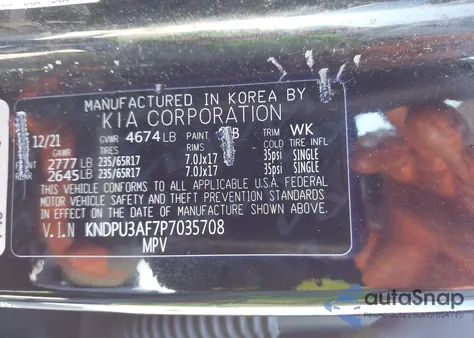 MANUFACTURED IN KOREA BY
KIA CORPORATION
12/21 GVWR 4674 LB PAINT B TRIM WK
GAWR RIMS COLD TIRE INFL
FRONT 2777 LB 235/65R17 7.0Jx17 35psi SINGLE
REAR 2645 LB 235/65R17 7.0Jx17 35psi SINGLE
THIS VEHICLE CONFORMS TO ALL APPLICABLE U.S.A. FEDERAL
MOTOR VEHICLE SAFETY AND THEFT PREVENTION STANDARDS
IN EFFECT ON THE DATE OF MANUFACTURE SHOWN ABOVE.
V.I.N KNDPU3AF7P7035708
MPV
autoSnap